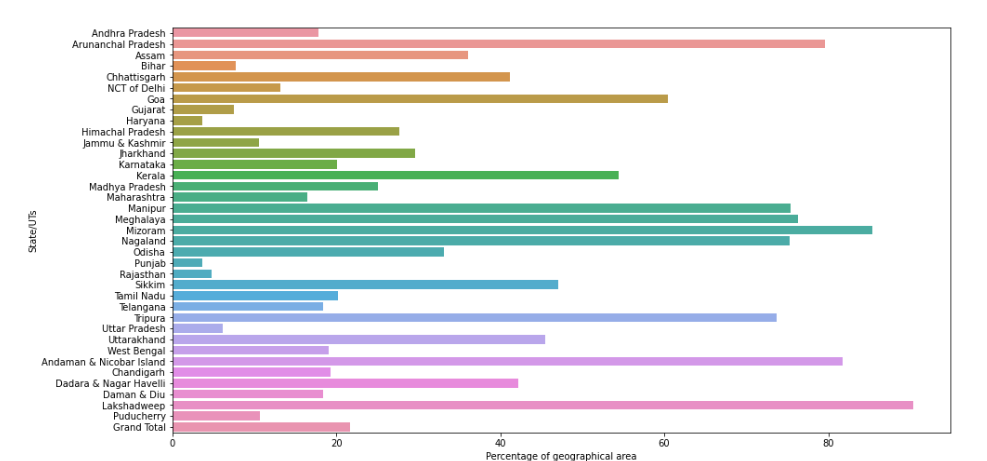 Andhra Pradesh
Arunanchal Pradesh
Assam
Bihar
Chhattisgarh
NCT of Delhi
Goa
Gujarat
Haryana
Himachal Pradesh
Jammu & Kashmir
Jharkhand
Karnataka
Kerala
Madhya Pradesh
Maharashtra
Manipur
Meghalaya
Mizoram
Nagaland
Odisha
Punjab
Rajasthan
Sikkim
Tamil Nadu
Telangana
Tripura
Uttar Pradesh
Uttarakhand
West Bengal
Andaman & Nicobar Island
Chandigarh
Dadara & Nagar Havelli
Daman & Diu
Lakshadweep
Puducherry
Grand Total
State/UTs
0 20 40 60 80
Percentage of geographical area